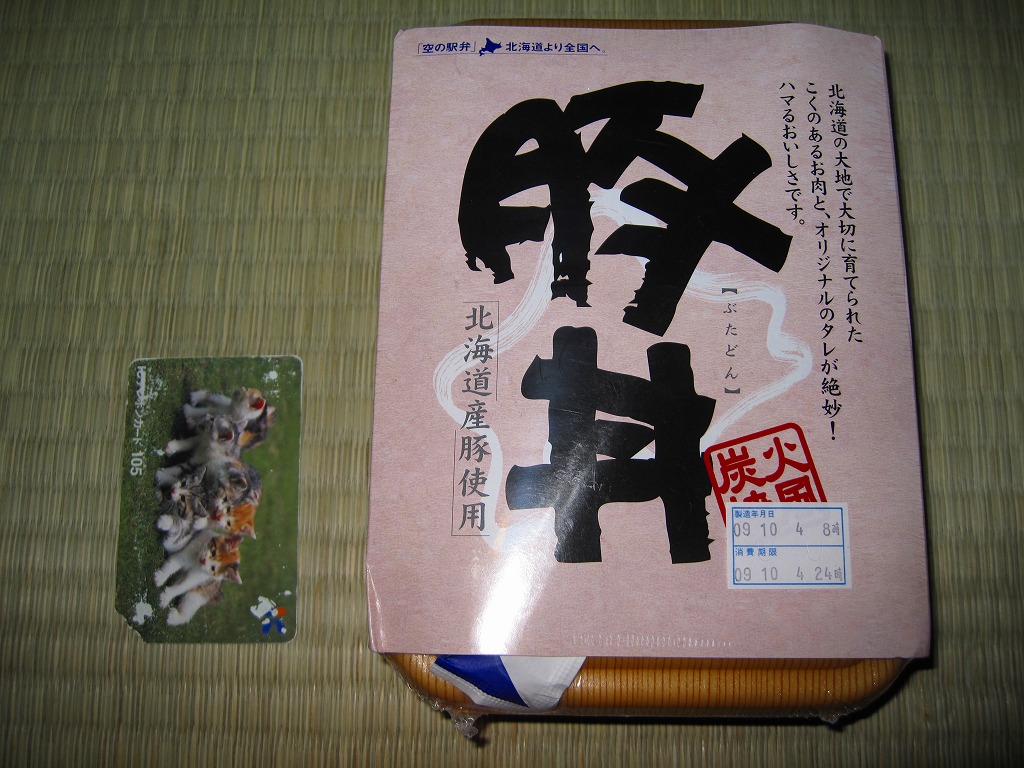 「空の駅弁」 北海道より全国へ。
豚丼
【ぶたどん】
北海道の大地で大切に育てられた
こくのあるお肉と、オリジナルのタレが絶妙！
ハマるおいしさです。
北海道産豚使用
製造年月日
09 10 4 8時
消費期限
09 10 4 24時
カード 105